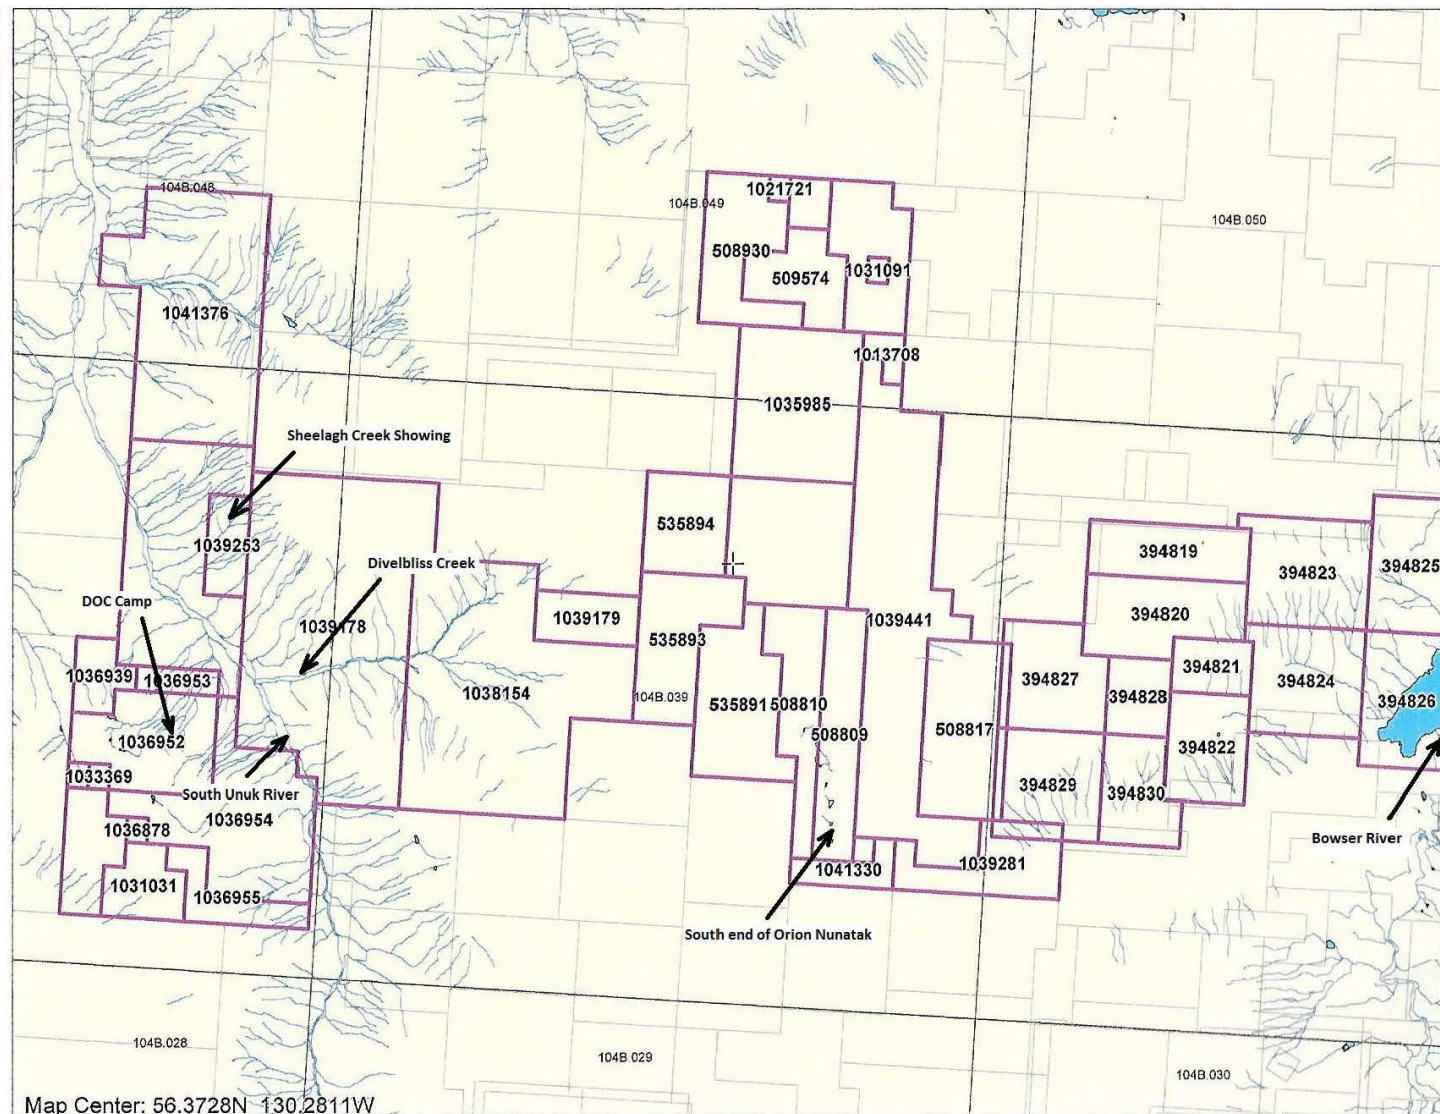 104B.048
1021721
104B.049
104B.050
508930
1031091
509574
1041376
1013708
1035985
Sheelagh Creek Showing
535894
1039253
394819
394823
394825
Divelbliss Creek
DOC Camp
394820
1039178
1039179
1039441
535893
1036939
1036953
1038154
104B.039
394827
394821
394824
394828
394826
535891
508810
508809
508817
1036952
394822
1033369
South Unuk River
394829
394830
1036954
1036878
Bowser River
1031031
1036955
1041330
1039281
South end of Orion Nunatak
104B.028
104B.029
104B.030
Map Center: 56.3728N 130.2811W